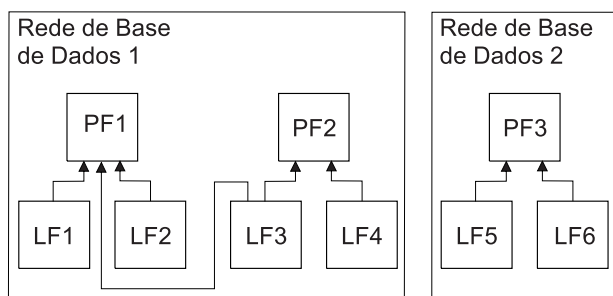 Rede de Base
de Dados 1
Rede de Base
de Dados 2
PF1
PF2
PF3
LF1
LF2
LF3
LF4
LF5
LF6